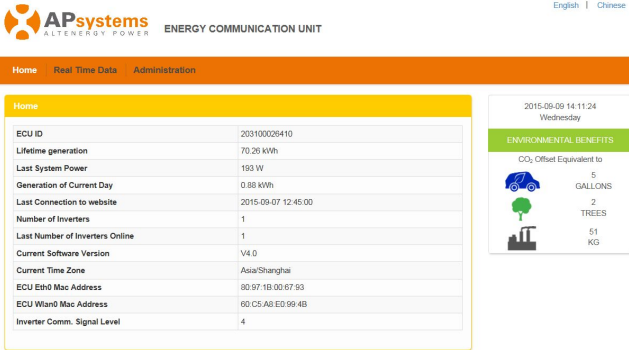 English | Chinese
APsystems
ALTENERGY POWER
ENERGY COMMUNICATION UNIT
Home Real Time Data Administration
Home
ECU ID 203100026410
Lifetime generation 70.26 kWh
Last System Power 193 W
Generation of Current Day 0.88 kWh
Last Connection to website 2015-09-07 12:45:00
Number of Inverters 1
Last Number of Inverters Online 1
Current Software Version V4.0
Current Time Zone Asia/Shanghai
ECU Eth0 Mac Address 80:97:1B:00:67:93
ECU Wlan0 Mac Address 60:C5:A8:E0:99:4B
Inverter Comm. Signal Level 4
2015-09-09 14:11:24
Wednesday
ENVIRONMENTAL BENEFITS
CO₂ Offset Equivalent to
5
GALLONS
2
TREES
51
KG